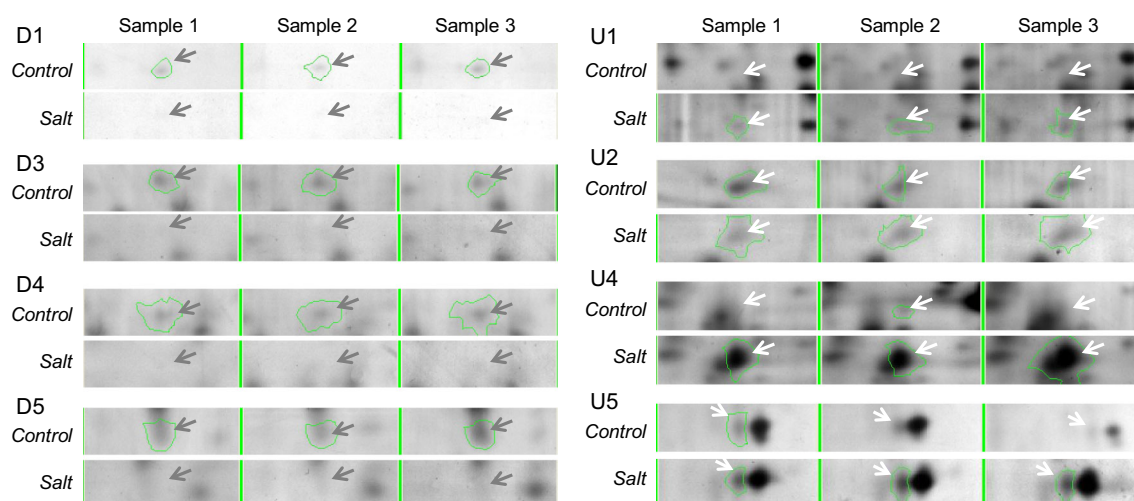 Sample 1 Sample 2 Sample 3
D1
Control
Salt
D3
Control
Salt
D4
Control
Salt
D5
Control
Salt
Sample 1 Sample 2 Sample 3
U1
Control
Salt
U2
Control
Salt
U4
Control
Salt
U5
Control
Salt